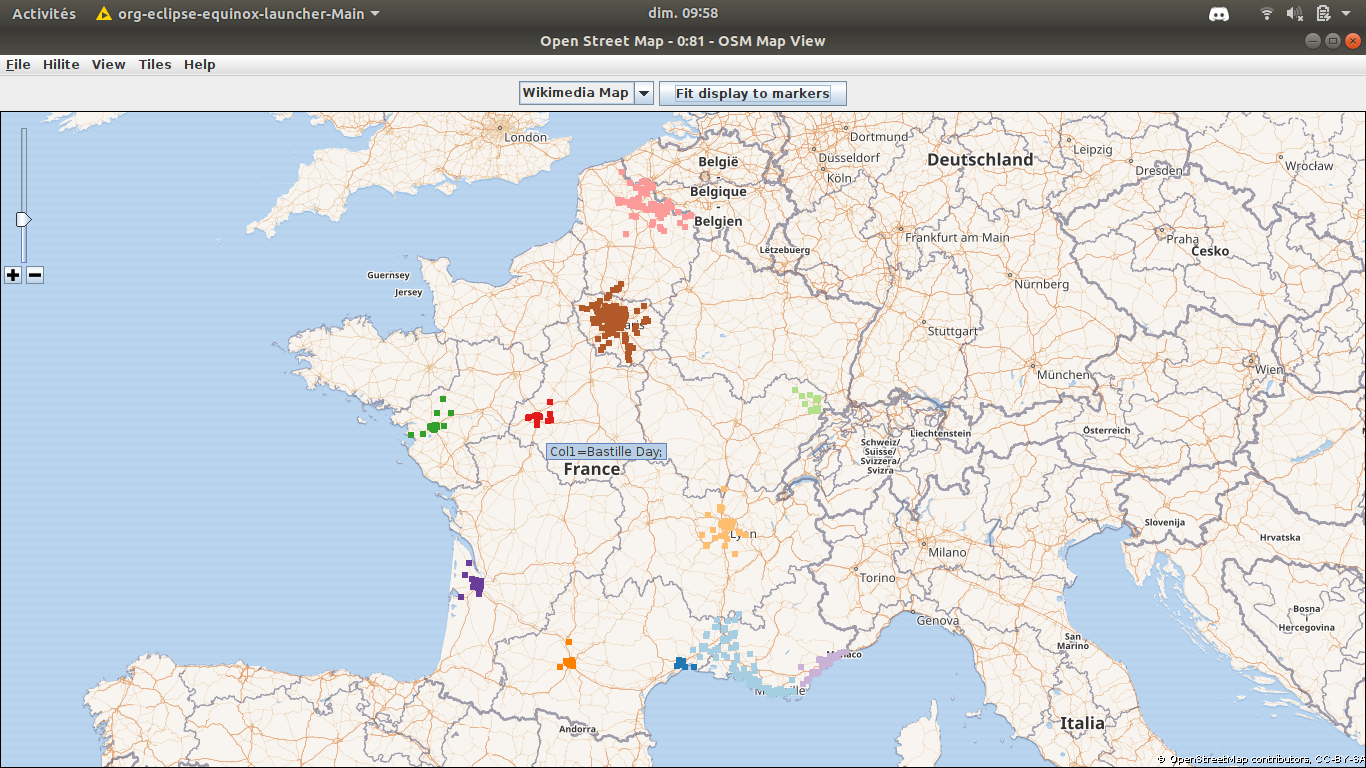 Activités
org-eclipse-equinox-launcher-Main
dim. 09:58
Open Street Map - 0:81 - OSM Map View
File Hilite View Tiles Help
Wikimedia Map
Fit display to markers
London
Dortmund
Düsseldorf
Köln
België
-
Belgique
-
Belgien
Deutschland
Leipzig
Dresden
Wrocław
Lëtzebuerg
Frankfurt am Main
Praha
Česko
Guernsey
Jersey
Nürnberg
Stuttgart
München
Wien
Liechtenstein
Österreich
Schweiz/
Suisse/
Svizzera/
Svizra
Col1=Bastille Day;
France
Slovenija
Hrvatska
Milano
Torino
Genova
Bosna
i
Hercegovina
San
Marino
Italia
Andorra
© OpenStreetMap contributors, CC-BY-SA